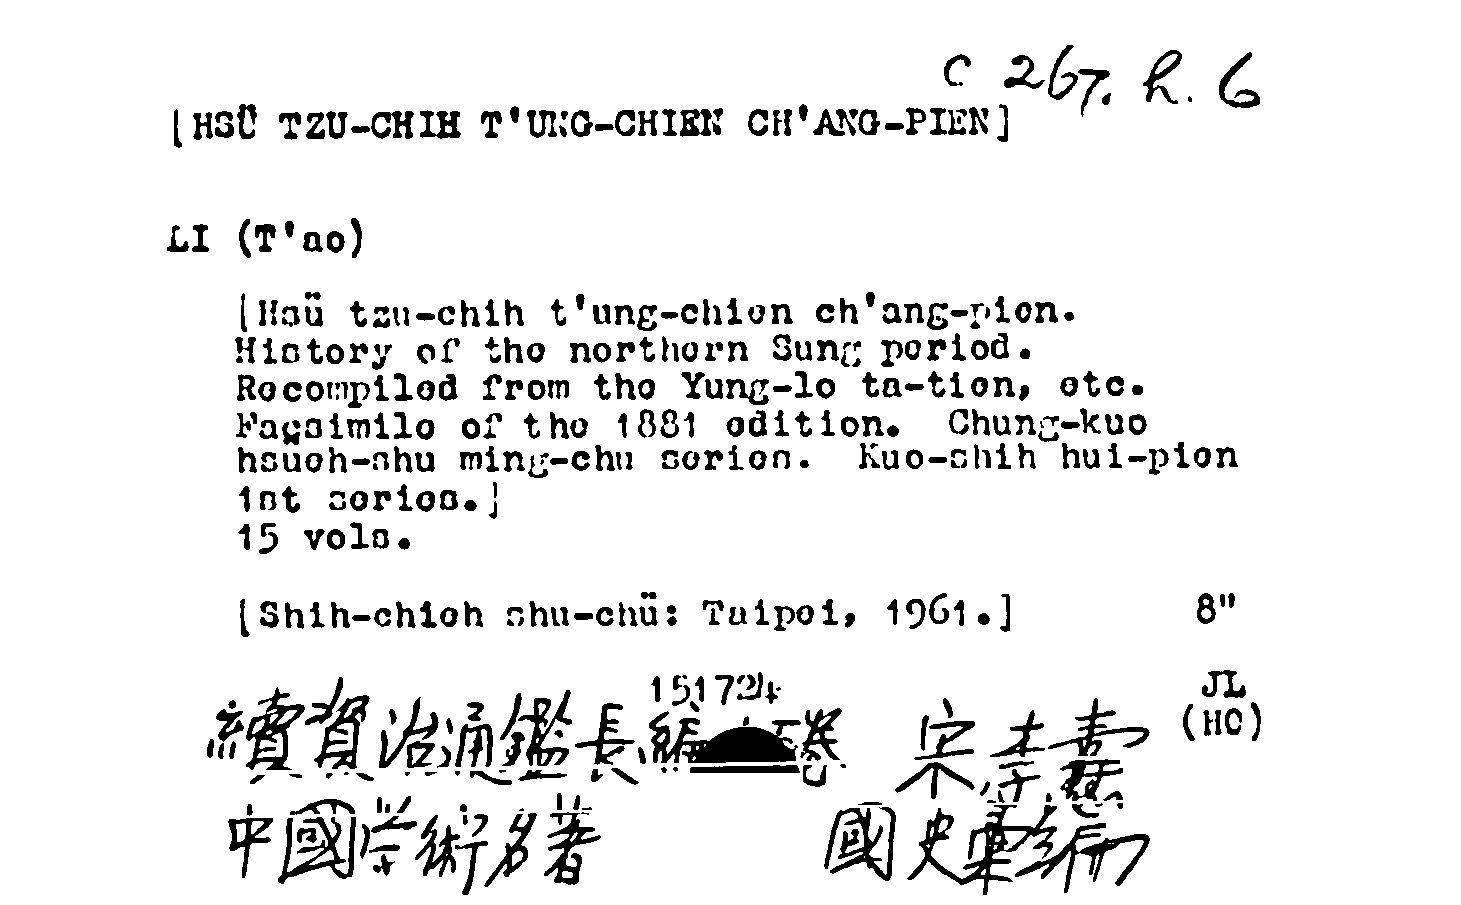 C 267. h. 6
[HSÜ TZU-CHIH T'UNG-CHIEN CH'ANG-PIEN]
LI (T'ao)
[Hsü tzu-chih t'ung-chien ch'ang-pien.
History of the northern Sung period.
Recompiled from the Yung-lo ta-tien, etc.
Facsimile of the 1881 edition. Chung-kuo
hsueh-shu ming-chu series. Kuo-shih hui-pien
1st series.]
15 vols.
[Shih-chieh shu-chü: Taipei, 1961.] 8"
151724 JL
續資治通鑑長編 卷 宋李燾 (HC)
中國学術名著 國史彙編